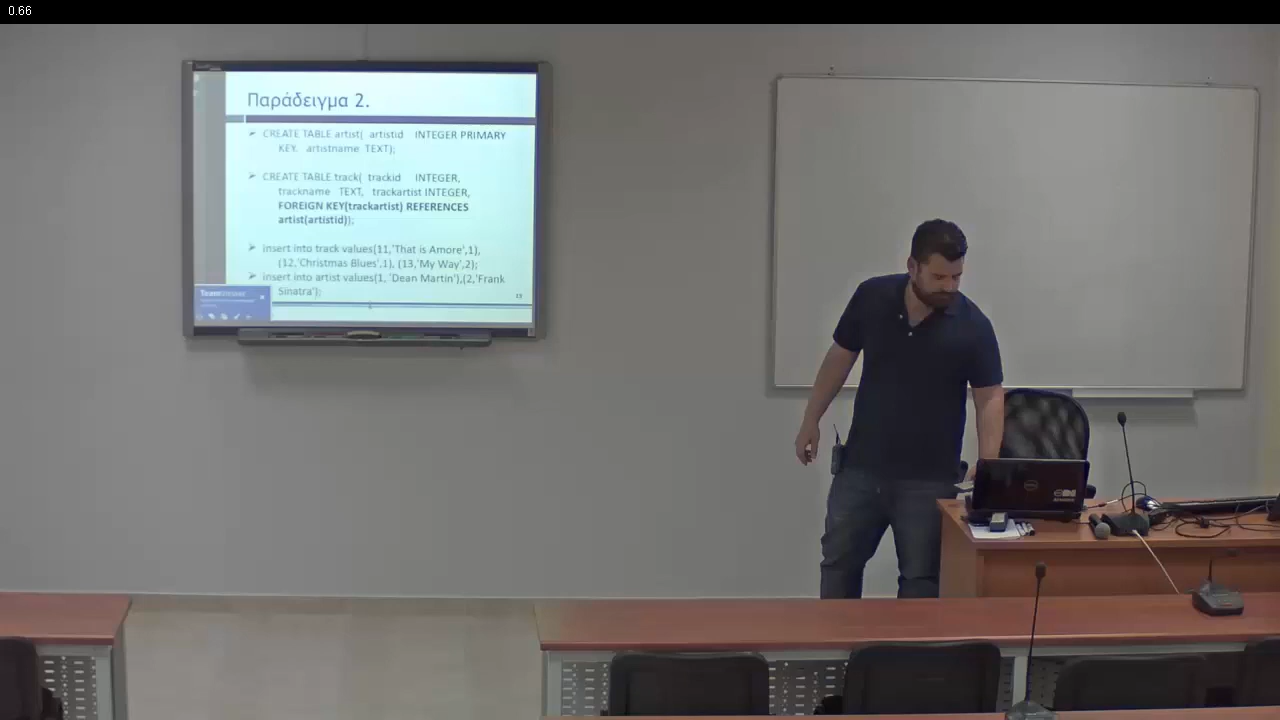 0.66
Παράδειγμα 2.
CREATE TABLE artist( artistid INTEGER PRIMARY
KEY, artistname TEXT);
CREATE TABLE track( trackid INTEGER,
trackname TEXT, trackartist INTEGER,
FOREIGN KEY(trackartist) REFERENCES
artist(artistid));
insert into track values(11,'That is Amore',1),
(12,'Christmas Blues',1), (13,'My Way',2);
insert into artist values(1, 'Dean Martin'),(2,'Frank
Sinatra');
TeamViewer
DELL